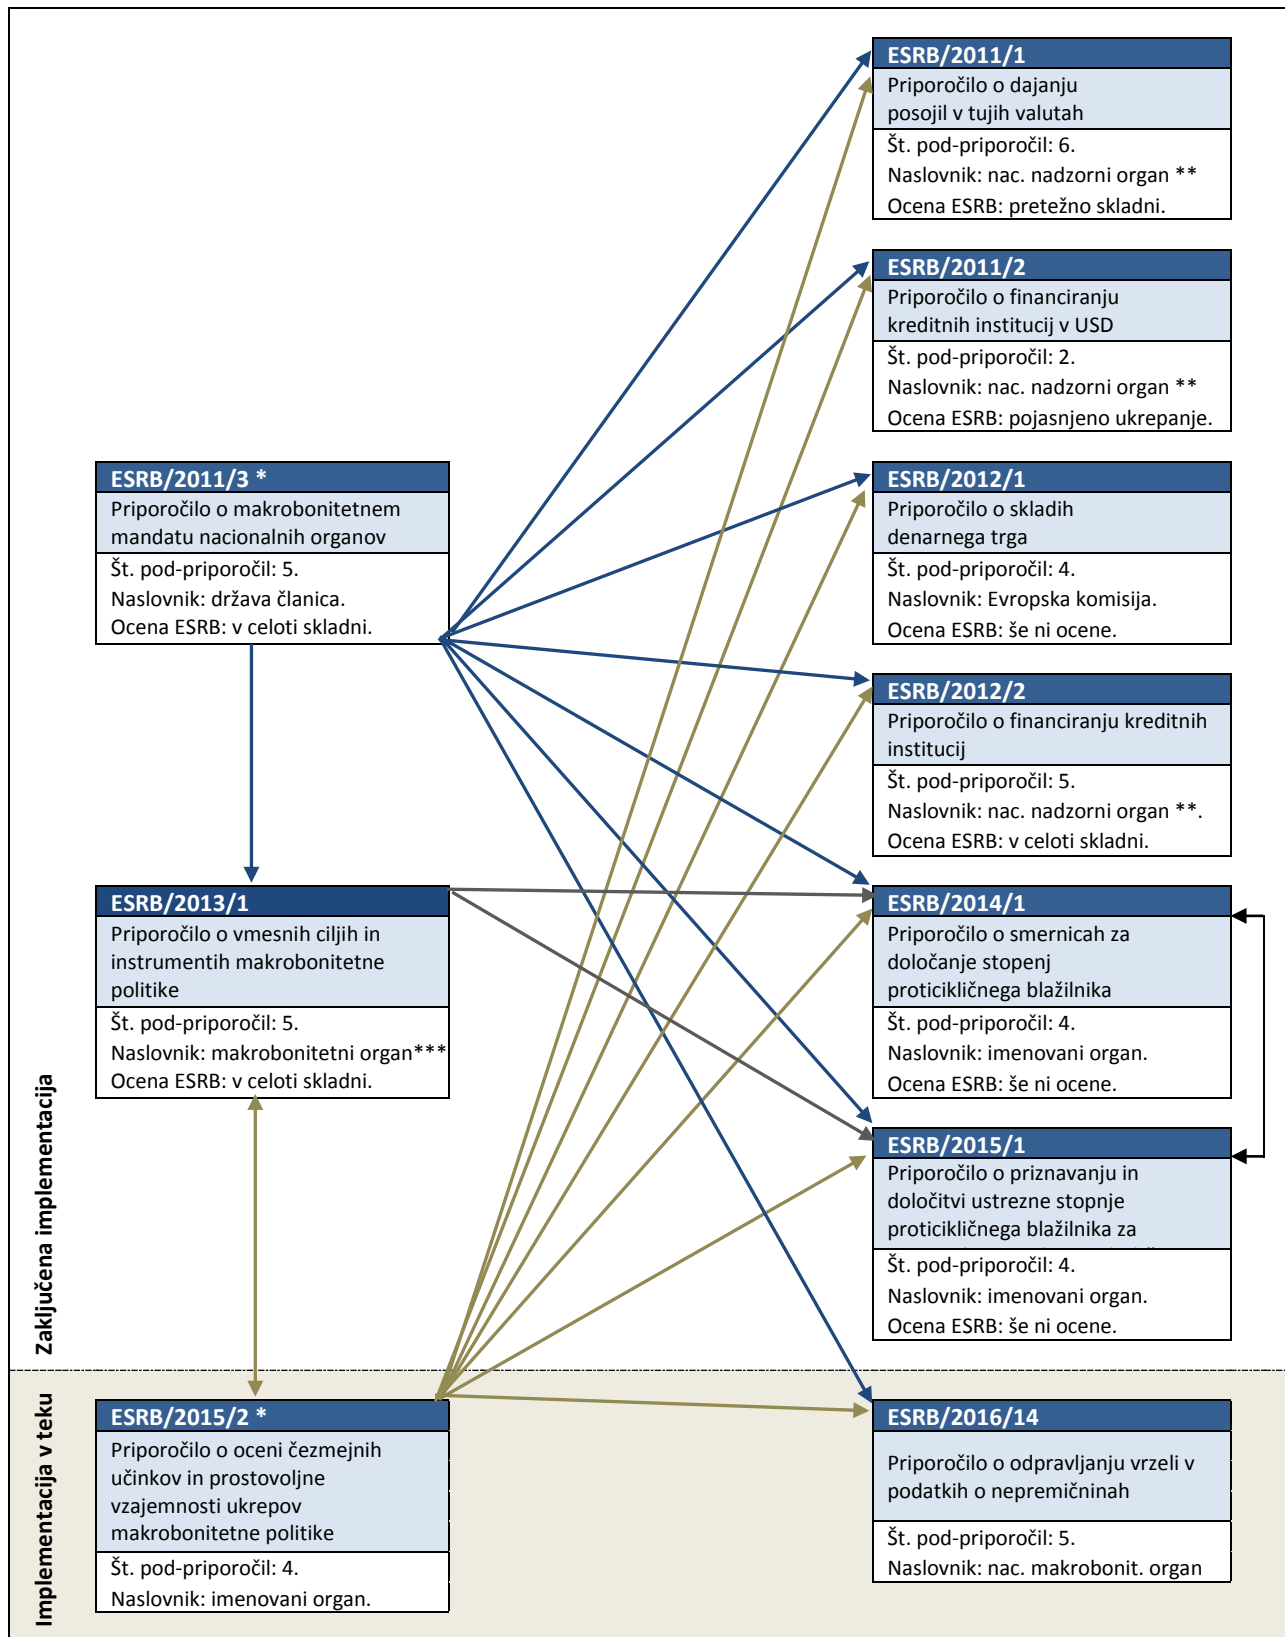 ESRB/2011/1
Priporočilo o dajanju
posojil v tujih valutah
Št. pod-priporočil: 6.
Naslovnik: nac. nadzorni organ **
Ocena ESRB: pretežno skladni.
ESRB/2011/2
Priporočilo o financiranju
kreditnih institucij v USD
Št. pod-priporočil: 2.
Naslovnik: nac. nadzorni organ **
Ocena ESRB: pojasnjeno ukrepanje.
ESRB/2011/3 *
Priporočilo o makrobonitetnem
mandatu nacionalnih organov
Št. pod-priporočil: 5.
Naslovnik: država članica.
Ocena ESRB: v celoti skladni.
ESRB/2012/1
Priporočilo o skladih
denarnega trga
Št. pod-priporočil: 4.
Naslovnik: Evropska komisija.
Ocena ESRB: še ni ocene.
ESRB/2012/2
Priporočilo o financiranju kreditnih
institucij
Št. pod-priporočil: 5.
Naslovnik: nac. nadzorni organ **.
Ocena ESRB: v celoti skladni.
ESRB/2013/1
Priporočilo o vmesnih ciljih in
instrumentih makrobonitetne
politike
Št. pod-priporočil: 5.
Naslovnik: makrobonitetni organ***
Ocena ESRB: v celoti skladni.
ESRB/2014/1
Priporočilo o smernicah za
določanje stopenj
proticikličnega blažilnika
Št. pod-priporočil: 4.
Naslovnik: imenovani organ.
Ocena ESRB: še ni ocene.
ESRB/2015/1
Priporočilo o priznavanju in
določitvi ustrezne stopnje
proticikličnega blažilnika za
Št. pod-priporočil: 4.
Naslovnik: imenovani organ.
Ocena ESRB: še ni ocene.
Zaključena implementacija
Implementacija v teku
ESRB/2015/2 *
Priporočilo o oceni čezmejnih
učinkov in prostovoljne
vzajemnosti ukrepov
makrobonitetne politike
Št. pod-priporočil: 4.
Naslovnik: imenovani organ.
ESRB/2016/14
Priporočilo o odpravljanju vrzeli v
podatkih o nepremičninah
Št. pod-priporočil: 5.
Naslovnik: nac. makrobonit. organ